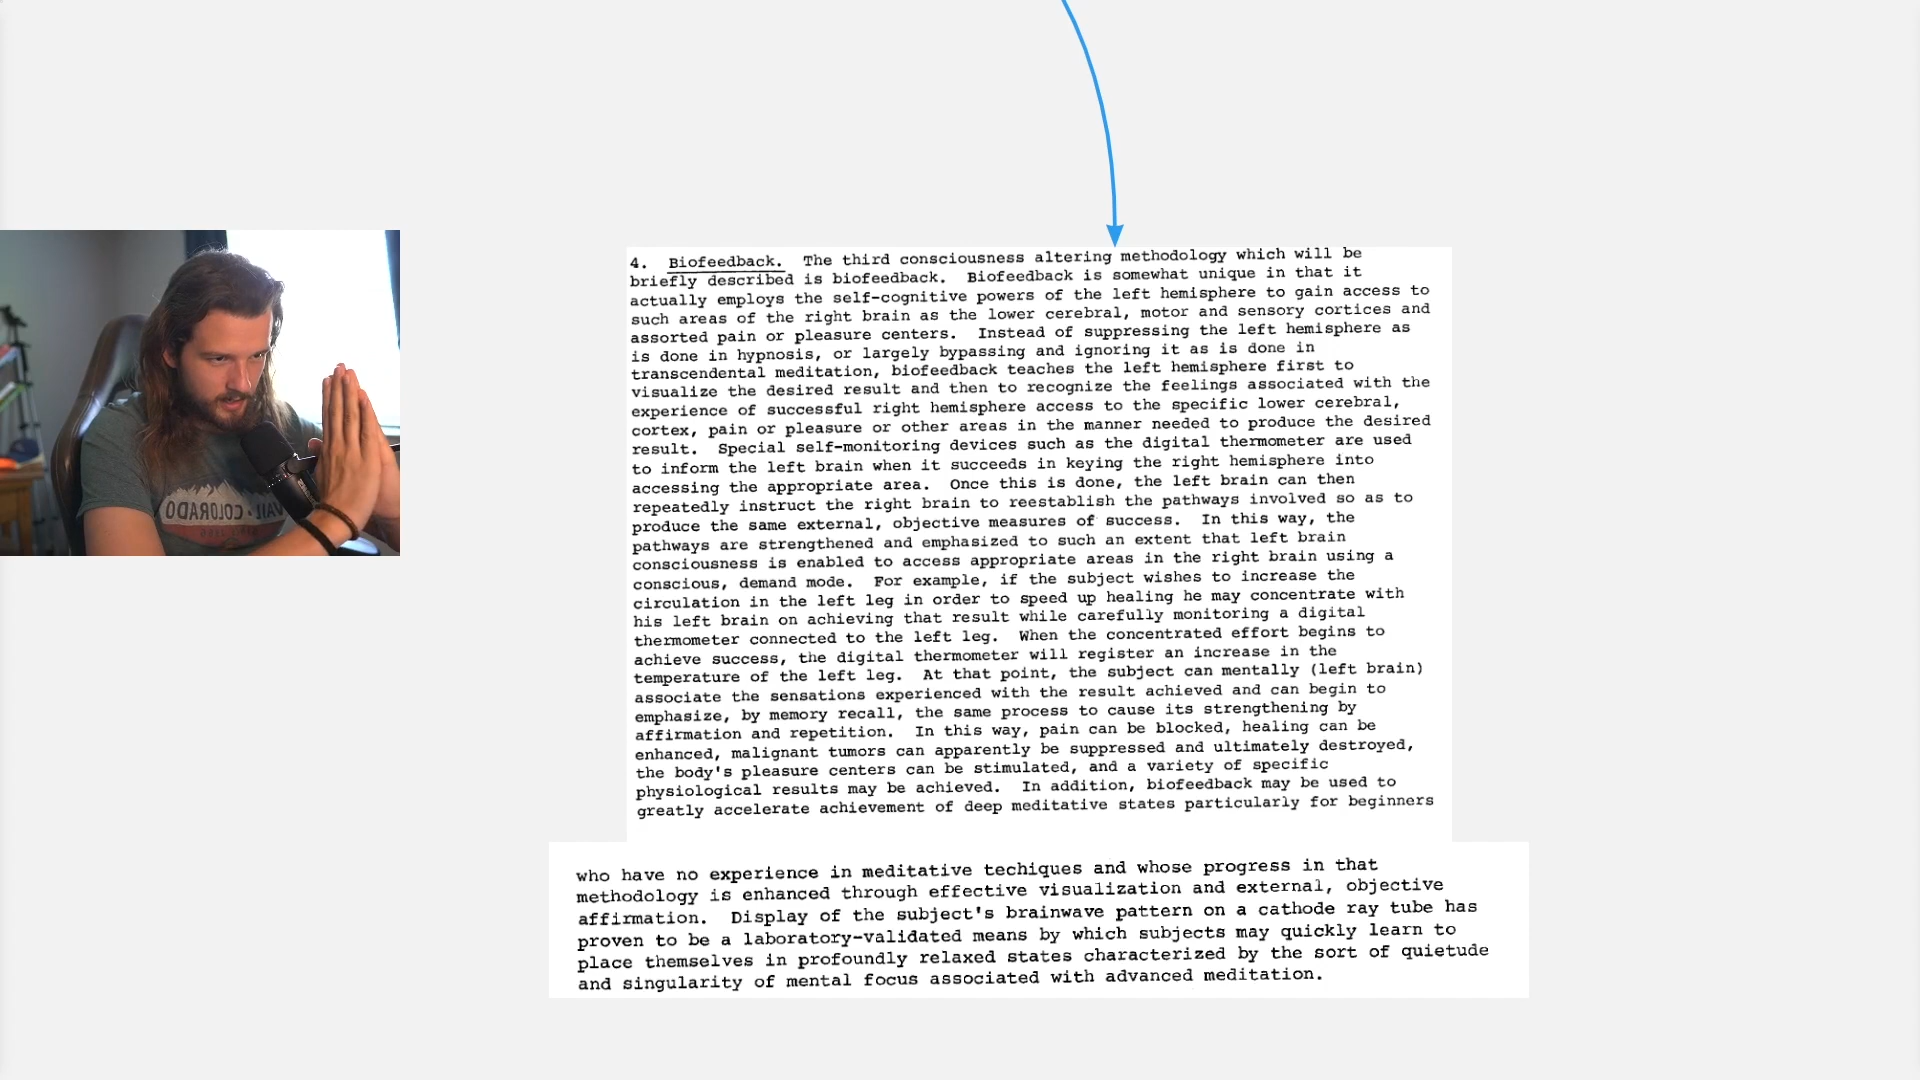 4. Biofeedback. The third consciousness altering methodology which will be
briefly described is biofeedback. Biofeedback is somewhat unique in that it
actually employs the self-cognitive powers of the left hemisphere to gain access to
such areas of the right brain as the lower cerebral, motor and sensory cortices and
assorted pain or pleasure centers. Instead of suppressing the left hemisphere as
is done in hypnosis, or largely bypassing and ignoring it as is done in
transcendental meditation, biofeedback teaches the left hemisphere first to
visualize the desired result and then to recognize the feelings associated with the
experience of successful right hemisphere access to the specific lower cerebral,
cortex, pain or pleasure or other areas in the manner needed to produce the desired
result. Special self-monitoring devices such as the digital thermometer are used
to inform the left brain when it succeeds in keying the right hemisphere into
accessing the appropriate area. Once this is done, the left brain can then
repeatedly instruct the right brain to reestablish the pathways involved so as to
produce the same external, objective measures of success. In this way, the
pathways are strengthened and emphasized to such an extent that left brain
consciousness is enabled to access appropriate areas in the right brain using a
conscious, demand mode. For example, if the subject wishes to increase the
circulation in the left leg in order to speed up healing he may concentrate with
his left brain on achieving that result while carefully monitoring a digital
thermometer connected to the left leg. When the concentrated effort begins to
achieve success, the digital thermometer will register an increase in the
temperature of the left leg. At that point, the subject can mentally (left brain)
associate the sensations experienced with the result achieved and can begin to
emphasize, by memory recall, the same process to cause its strengthening by
affirmation and repetition. In this way, pain can be blocked, healing can be
enhanced, malignant tumors can apparently be suppressed and ultimately destroyed,
the body's pleasure centers can be stimulated, and a variety of specific
physiological results may be achieved. In addition, biofeedback may be used to
greatly accelerate achievement of deep meditative states particularly for beginners
who have no experience in meditative techiques and whose progress in that
methodology is enhanced through effective visualization and external, objective
affirmation. Display of the subject's brainwave pattern on a cathode ray tube has
proven to be a laboratory-validated means by which subjects may quickly learn to
place themselves in profoundly relaxed states characterized by the sort of quietude
and singularity of mental focus associated with advanced meditation.
VAIL • COLORADO